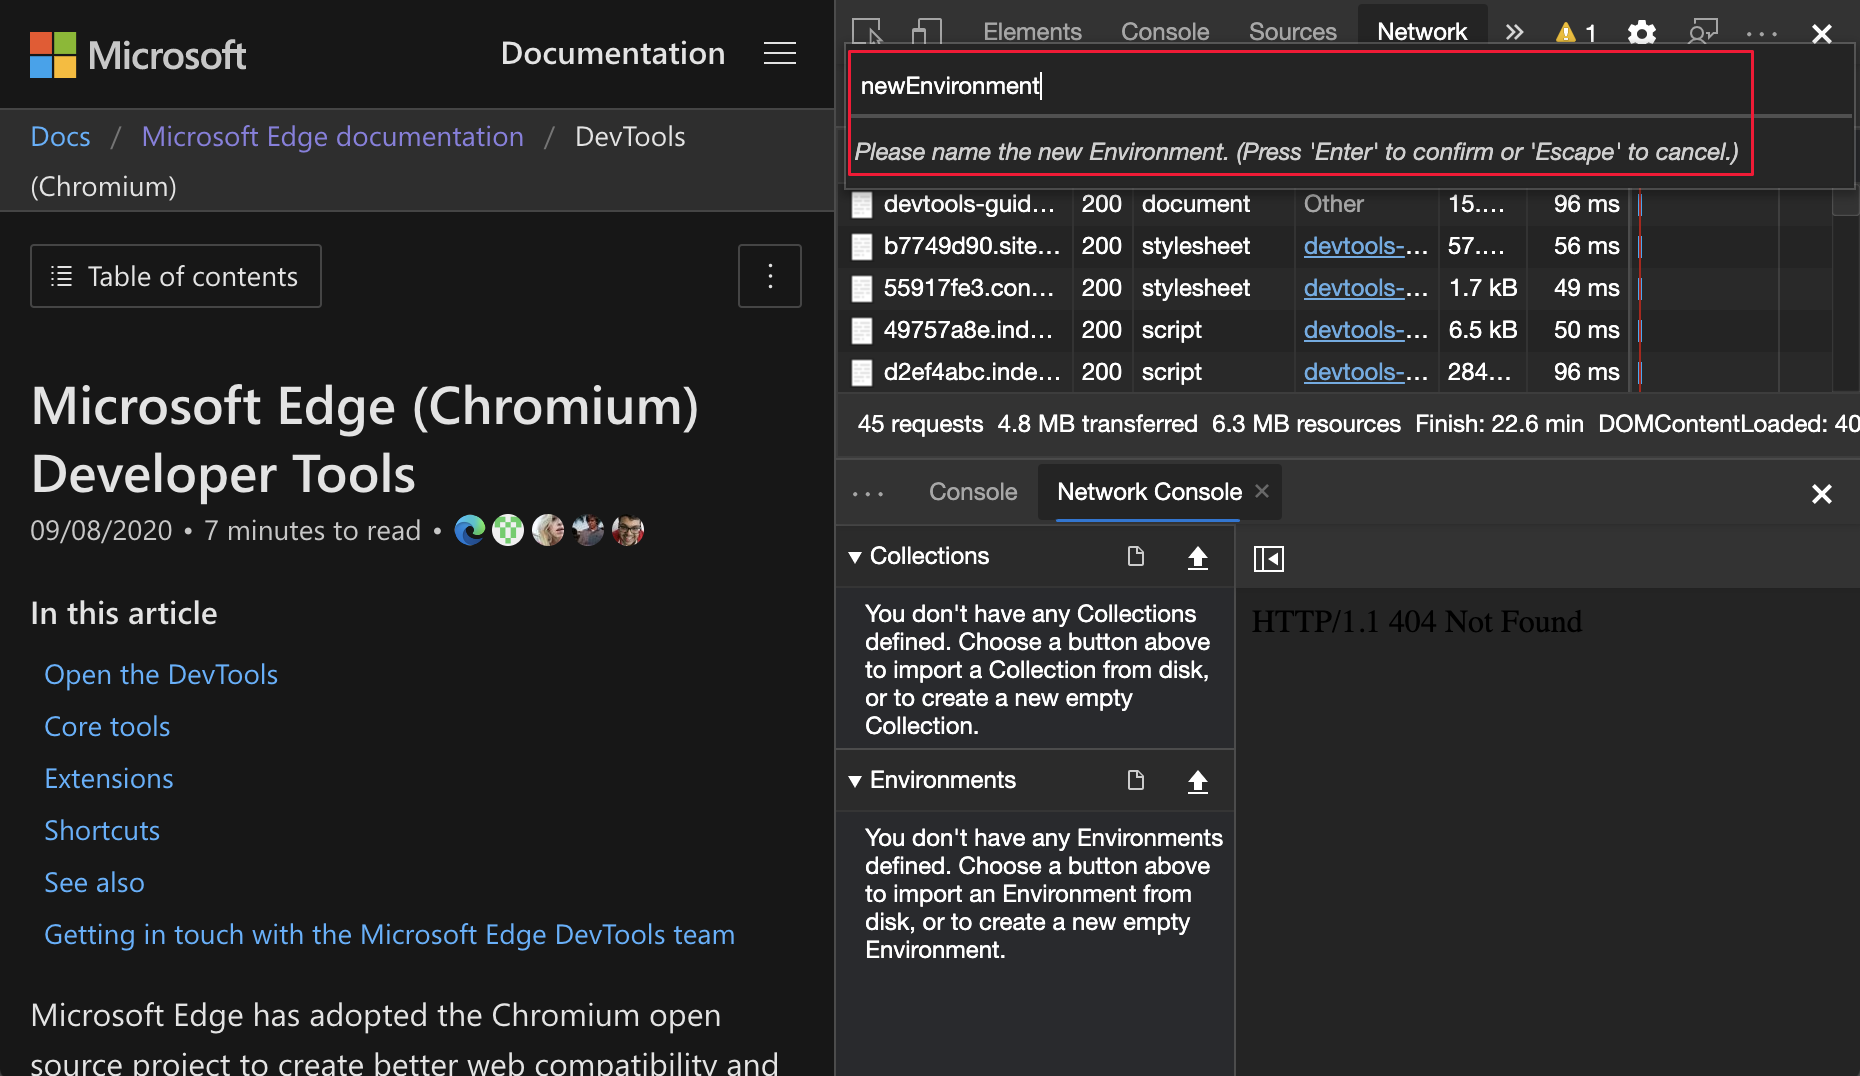 Microsoft
Documentation
Docs / Microsoft Edge documentation / DevTools
(Chromium)
Table of contents
Microsoft Edge (Chromium)
Developer Tools
09/08/2020 • 7 minutes to read •
In this article
Open the DevTools
Core tools
Extensions
Shortcuts
See also
Getting in touch with the Microsoft Edge DevTools team
Microsoft Edge has adopted the Chromium open
source project to create better web compatibility and
Elements Console Sources Network 1
newEnvironment
Please name the new Environment. (Press 'Enter' to confirm or 'Escape' to cancel.)
devtools-guid... 200 document Other 15.... 96 ms
b7749d90.site... 200 stylesheet devtools-... 57.... 56 ms
55917fe3.con... 200 stylesheet devtools-... 1.7 kB 49 ms
49757a8e.ind... 200 script devtools-... 6.5 kB 50 ms
d2ef4abc.inde... 200 script devtools-... 284... 96 ms
45 requests 4.8 MB transferred 6.3 MB resources Finish: 22.6 min DOMContentLoaded: 40
Console Network Console
Collections
You don't have any Collections
defined. Choose a button above
to import a Collection from disk,
or to create a new empty
Collection.
Environments
You don't have any Environments
defined. Choose a button above
to import an Environment from
disk, or to create a new empty
Environment.
HTTP/1.1 404 Not Found